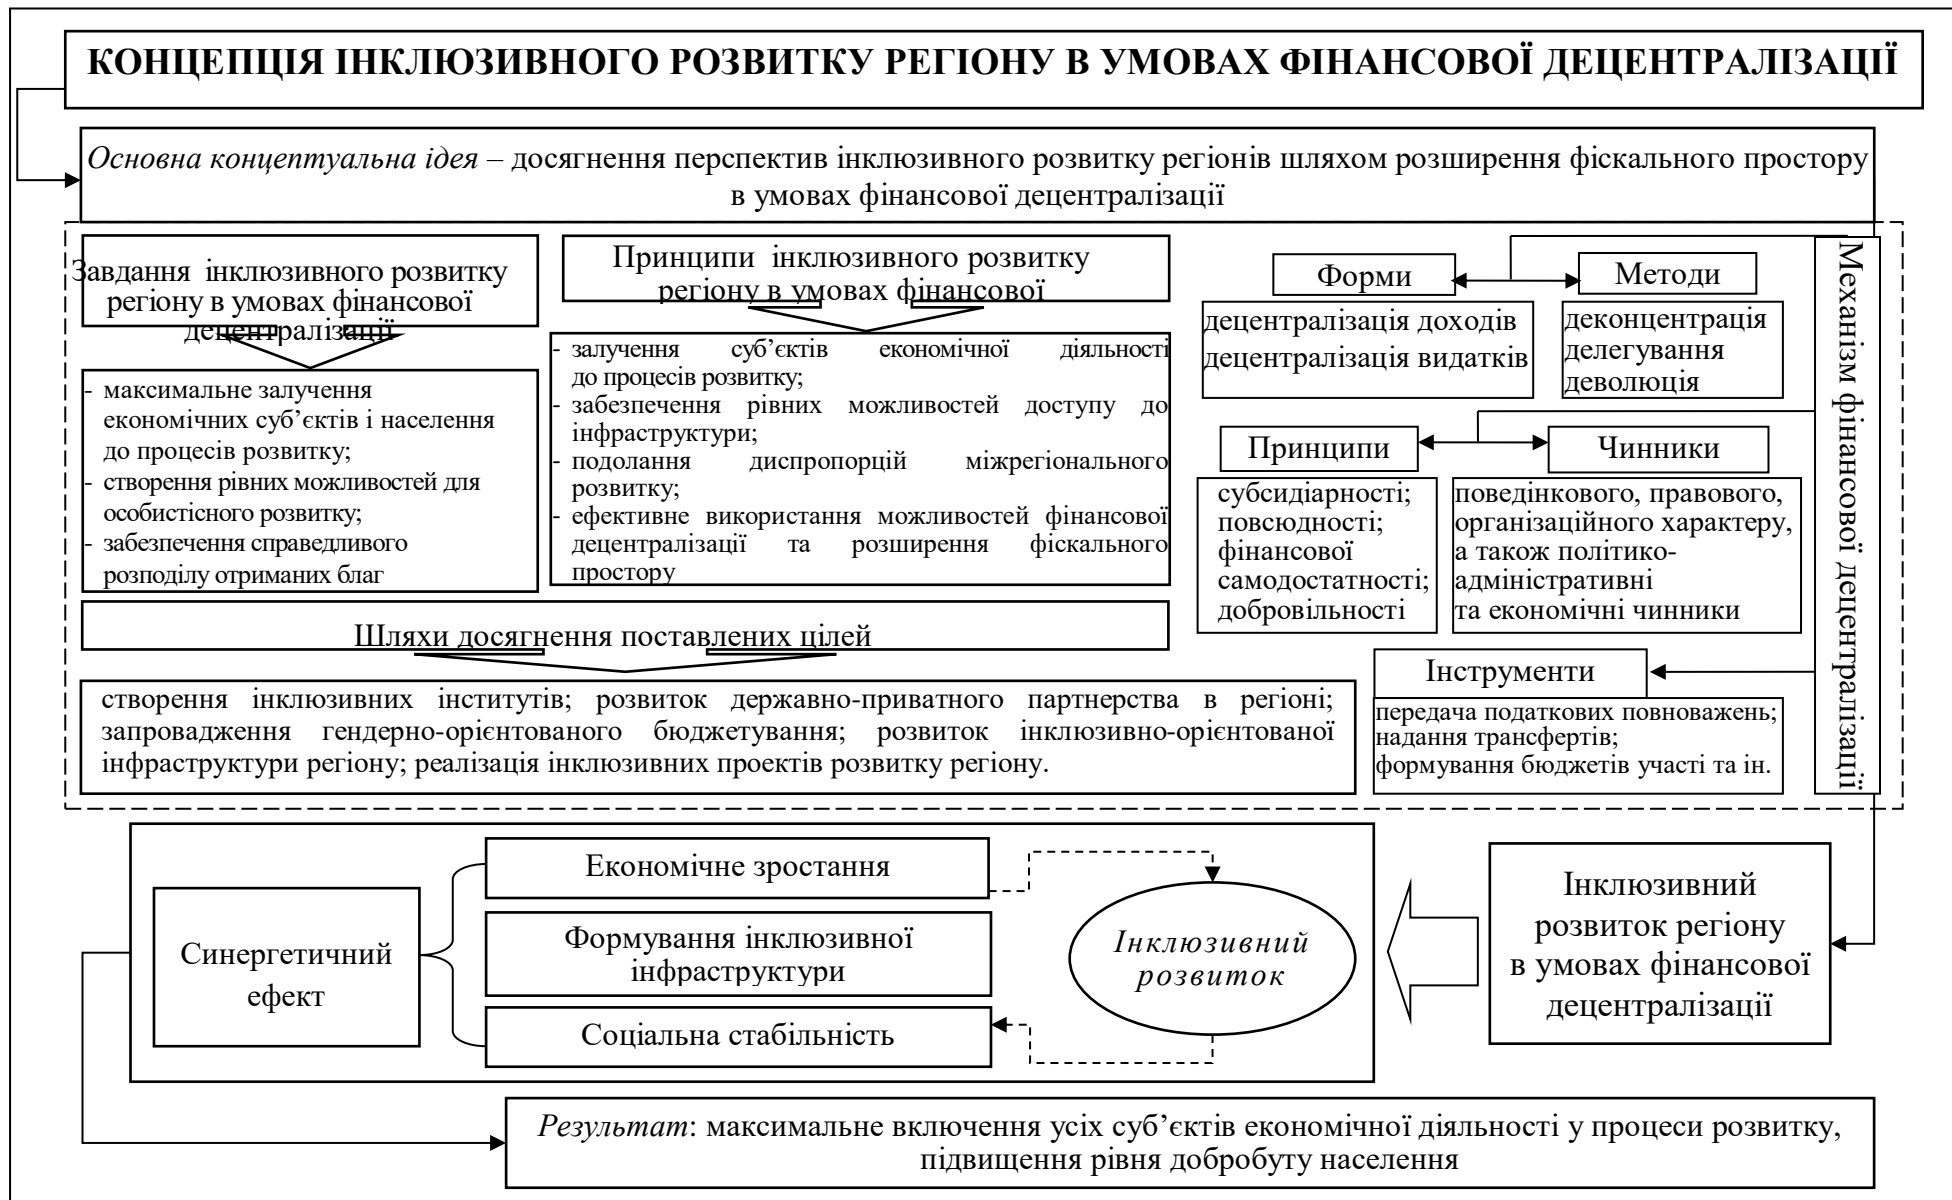 КОНЦЕПЦІЯ ІНКЛЮЗИВНОГО РОЗВИТКУ РЕГІОНУ В УМОВАХ ФІНАНСОВОЇ ДЕЦЕНТРАЛІЗАЦІЇ
Основна концептуальна ідея – досягнення перспектив інклюзивного розвитку регіонів шляхом розширення фіскального простору
в умовах фінансової децентралізації
Завдання інклюзивного розвитку
регіону в умовах фінансової
децентралізації
- максимальне залучення
економічних суб’єктів і населення
до процесів розвитку;
- створення рівних можливостей для
особистісного розвитку;
- забезпечення справедливого
розподілу отриманих благ
Принципи інклюзивного розвитку
регіону в умовах фінансової
- залучення суб’єктів економічної діяльності
до процесів розвитку;
- забезпечення рівних можливостей доступу до
інфраструктури;
- подолання диспропорцій міжрегіонального
розвитку;
- ефективне використання можливостей фінансової
децентралізації та розширення фіскального
простору
Шляхи досягнення поставлених цілей
створення інклюзивних інститутів; розвиток державно-приватного партнерства в регіоні;
запровадження гендерно-орієнтованого бюджетування; розвиток інклюзивно-орієнтованої
інфраструктури регіону; реалізація інклюзивних проектів розвитку регіону.
Форми
децентралізація доходів
децентралізація видатків
Методи
деконцентрація
делегування
деволюція
Принципи
субсидіарності;
повсюдності;
фінансової
самодостатності;
добровільності
Чинники
поведінкового, правового,
організаційного характеру,
а також політико-
адміністративні
та економічні чинники
Інструменти
передача податкових повноважень;
надання трансфертів;
формування бюджетів участі та ін.
Механізм фінансової децентралізації
Синергетичний
ефект
Економічне зростання
Формування інклюзивної
інфраструктури
Соціальна стабільність
Інклюзивний
розвиток
Інклюзивний
розвиток регіону
в умовах фінансової
децентралізації
Результат: максимальне включення усіх суб’єктів економічної діяльності у процеси розвитку,
підвищення рівня добробуту населення